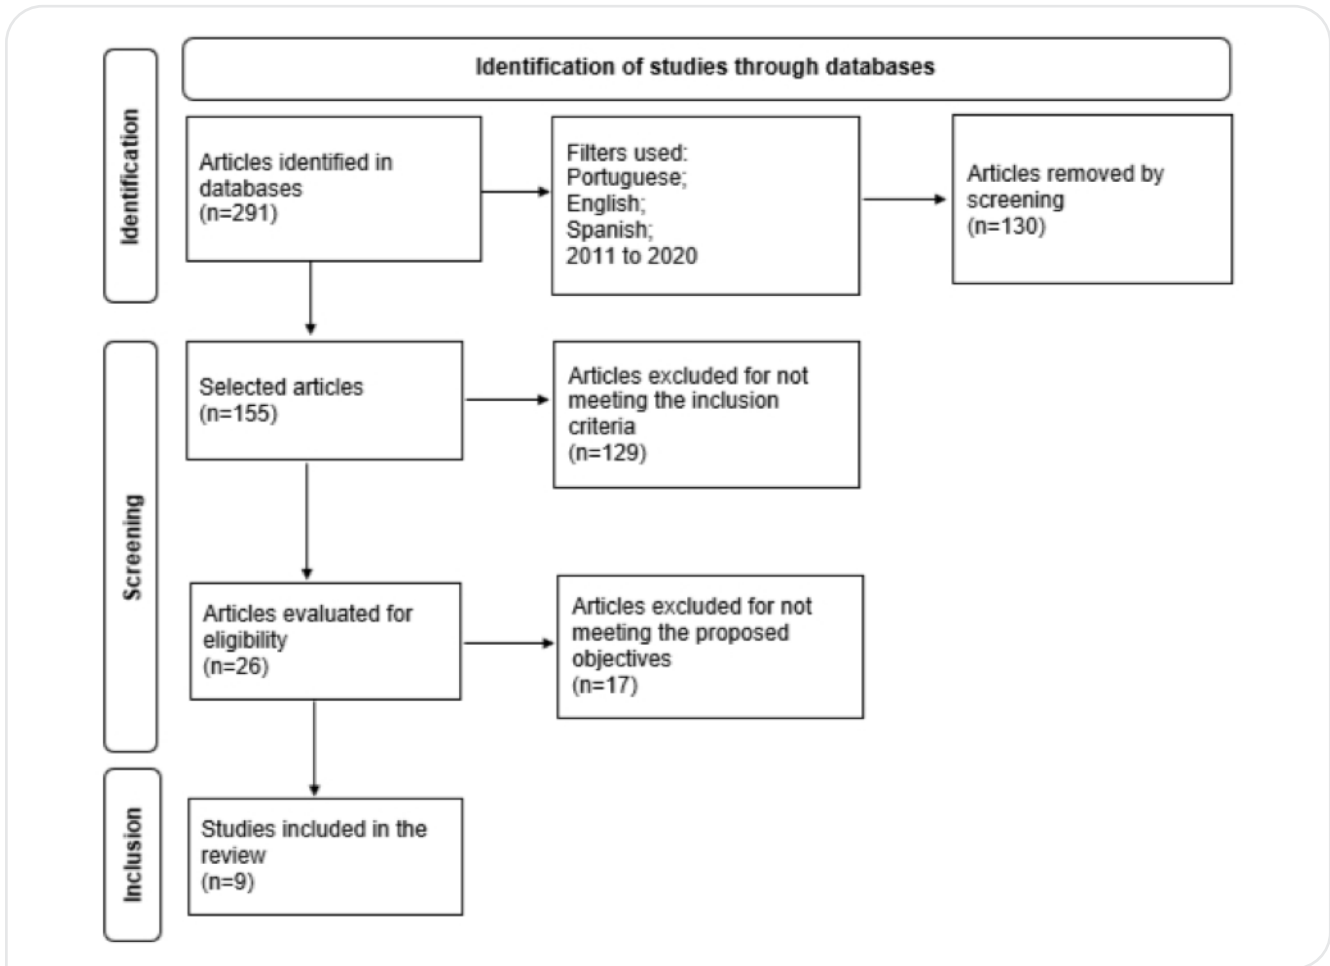 Identification of studies through databases
Identification
Articles identified in
databases
(n=291)
Filters used:
Portuguese;
English;
Spanish;
2011 to 2020
Articles removed by
screening
(n=130)
Screening
Selected articles
(n=155)
Articles excluded for not
meeting the inclusion
criteria
(n=129)
Articles evaluated for
eligibility
(n=26)
Articles excluded for not
meeting the proposed
objectives
(n=17)
Inclusion
Studies included in the
review
(n=9)